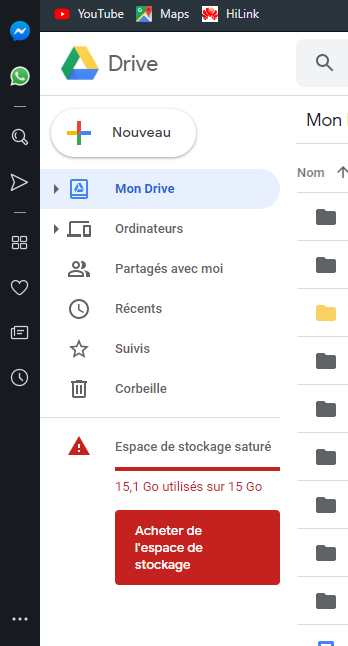 YouTube Maps HiLink
Drive
Nouveau
Mon
Mon Drive
Nom
Ordinateurs
Partagés avec moi
Récents
Suivis
Corbeille
Espace de stockage saturé
15,1 Go utilisés sur 15 Go
Acheter de
l'espace de
stockage